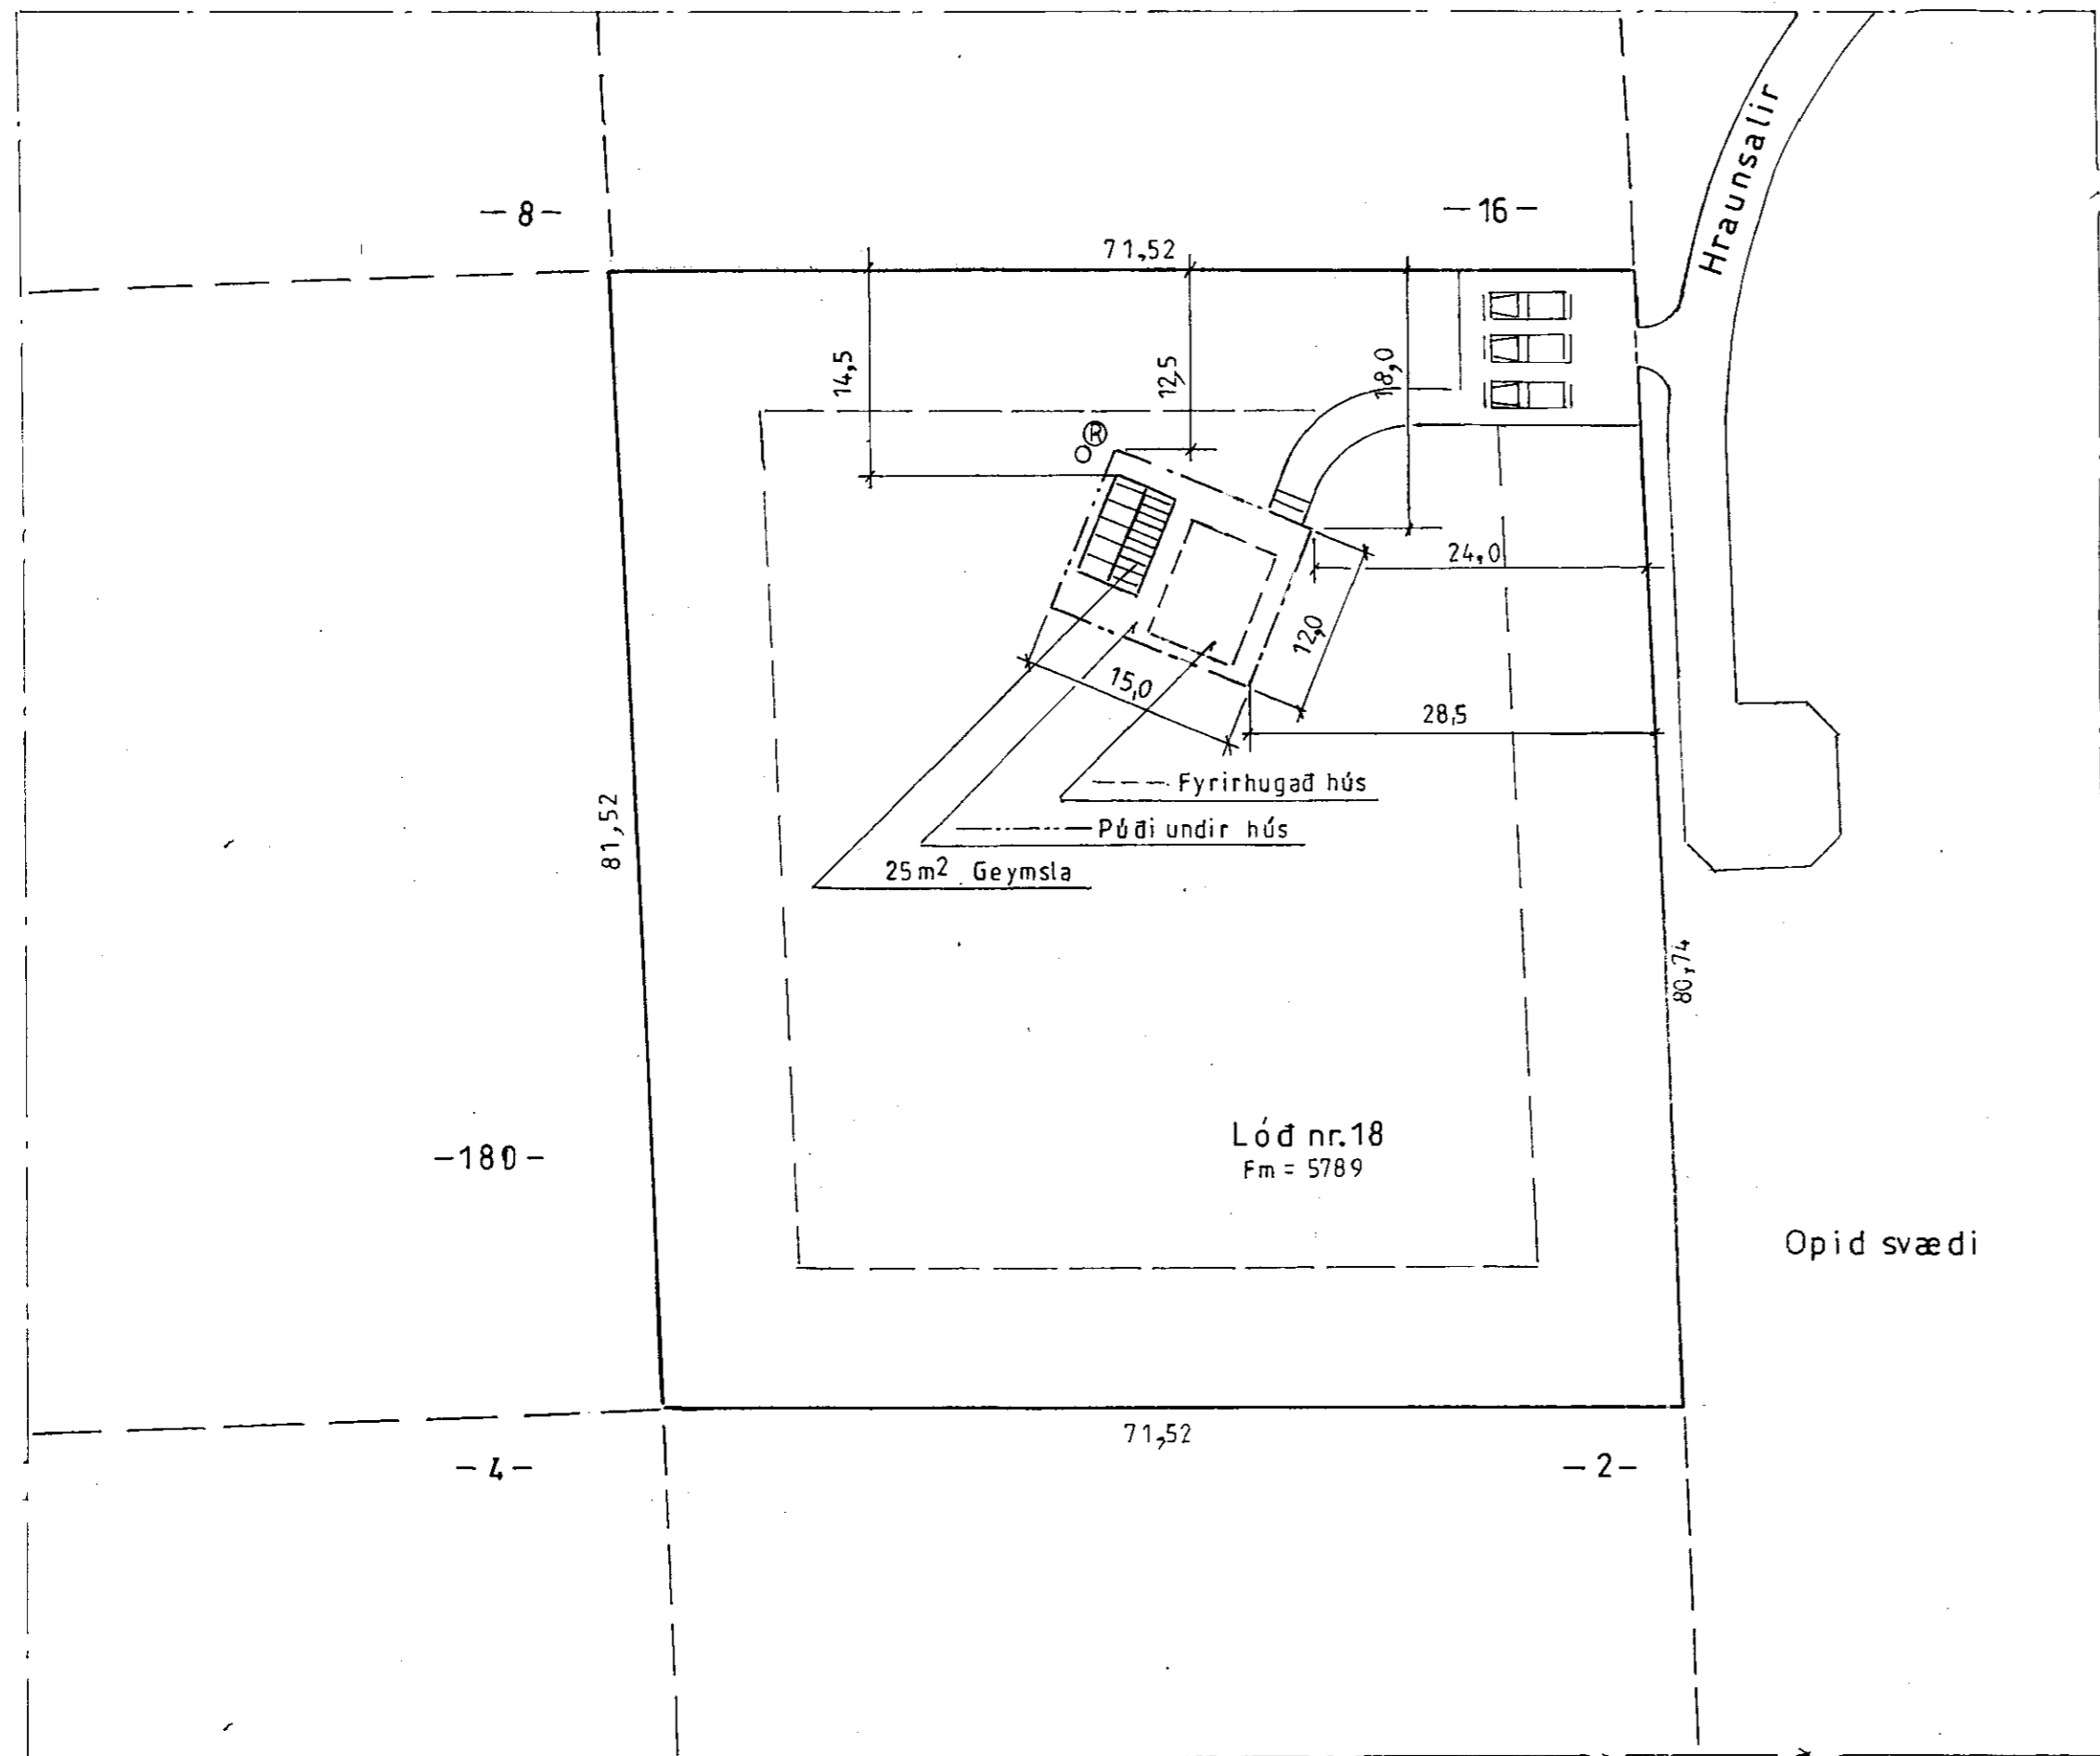 Hraunsalir
-8-
-16-
71,52
14,5
12,5
18,0
R
24,0
12,0
15,0
28,5
Fyrirhugað hús
Púði undir hús
25m² Geymsla
81,52
80,74
Lóð nr.18
Fm = 5789
-180-
Opid svædi
71,52
-4-
-2-